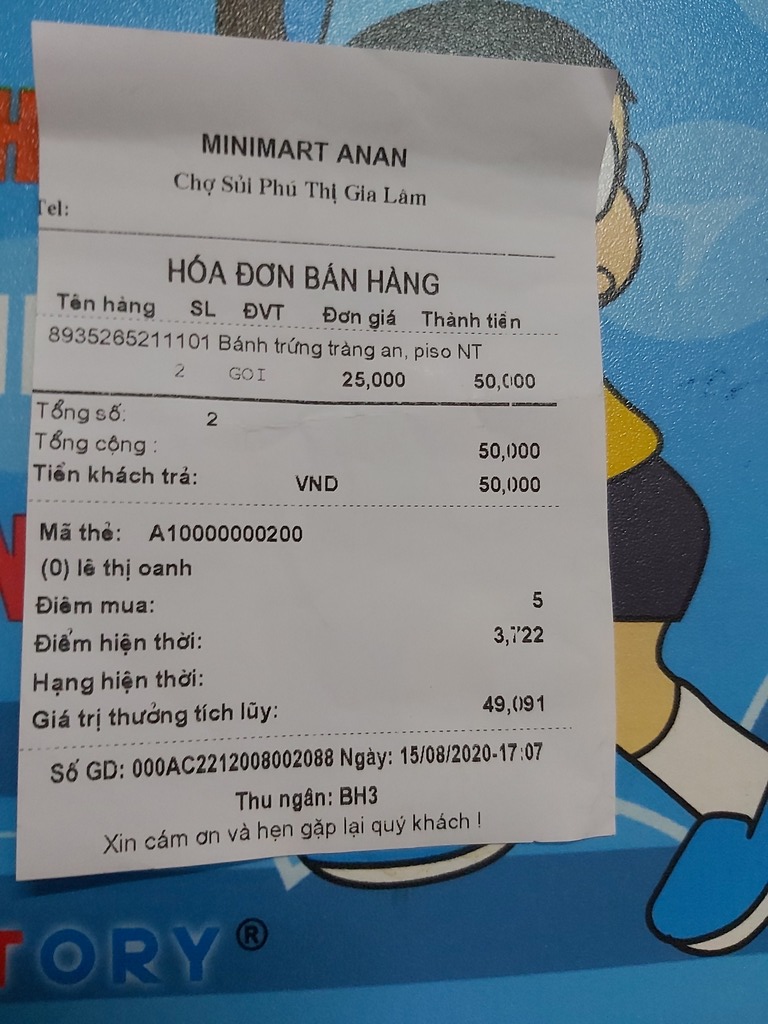 MINIMART ANAN
Chợ Sủi Phú Thị Gia Lâm
Tel:
HÓA ĐƠN BÁN HÀNG
Tên hàng SL ĐVT Đơn giá Thành tiền
8935265211101 Bánh trứng tràng an, piso NT
2 GOI 25,000 50,000
Tổng số: 2
Tổng cộng : 50,000
Tiền khách trả: VND 50,000
Mã thẻ: A10000000200
(0) lê thị oanh
Điểm mua: 5
Điểm hiện thời: 3,722
Hạng hiện thời:
Giá trị thưởng tích lũy: 49,091
Số GD: 000AC2212008002088 Ngày: 15/08/2020-17:07
Thu ngân: BH3
Xin cám ơn và hẹn gặp lại quý khách !
TORY®